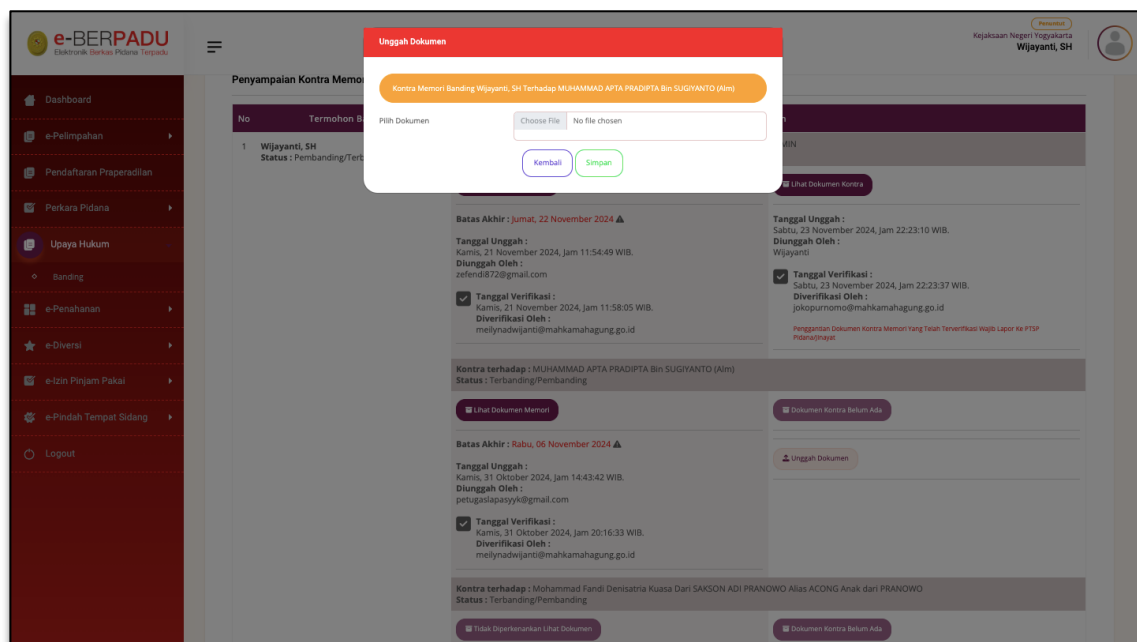 e-BERPADU
Elektronik Berkas Pidana Terpadu
Penuntut
Kejaksaan Negeri Yogyakarta
Wijayanti, SH
Dashboard
e-Pelimpahan
Pendaftaran Praperadilan
Perkara Pidana
Upaya Hukum
Banding
e-Penahanan
e-Diversi
e-Izin Pinjam Pakai
e-Pindah Tempat Sidang
Logout
Unggah Dokumen
Kontra Memori Banding Wijayanti, SH Terhadap MUHAMMAD APTA PRADIPTA Bin SUGIYANTO (Alm)
Pilih Dokumen
Choose File No file chosen
Kembali
Simpan
Penyampaian Kontra Memo
No
Termohon B
1 Wijayanti, SH
Status : Pembanding/Terb
Lihat Dokumen Kontra
Batas Akhir : Jumat, 22 November 2024
Tanggal Unggah :
Kamis, 21 November 2024, Jam 11:54:49 WIB.
Diunggah Oleh :
zefendi872@gmail.com
Tanggal Verifikasi :
Kamis, 21 November 2024, Jam 11:58:05 WIB.
Diverifikasi Oleh :
meilynadwijanti@mahkamahagung.go.id
Tanggal Unggah :
Sabtu, 23 November 2024, Jam 22:23:10 WIB.
Diunggah Oleh :
Wijayanti
Tanggal Verifikasi :
Sabtu, 23 November 2024, Jam 22:23:37 WIB.
Diverifikasi Oleh :
jokopurnomo@mahkamahagung.go.id
Penggantian Dokumen Kontra Memori Yang Telah Terverifikasi Wajib Lapor Ke PTSP
Pidana/Jinayat
Kontra terhadap : MUHAMMAD APTA PRADIPTA Bin SUGIYANTO (Alm)
Status : Terbanding/Pembanding
Lihat Dokumen Memori
Dokumen Kontra Belum Ada
Batas Akhir : Rabu, 06 November 2024
Tanggal Unggah :
Kamis, 31 Oktober 2024, Jam 14:43:42 WIB.
Diunggah Oleh :
petugaslapasyyk@gmail.com
Tanggal Verifikasi :
Kamis, 31 Oktober 2024, Jam 20:16:33 WIB.
Diverifikasi Oleh :
meilynadwijanti@mahkamahagung.go.id
Unggah Dokumen
Kontra terhadap : Mohammad Fandi Denisatria Kuasa Dari SAKSON ADI PRANOWO Alias ACONG Anak dari PRANOWO
Status : Terbanding/Pembanding
Tidak Diperkenankan Lihat Dokumen
Dokumen Kontra Belum Ada